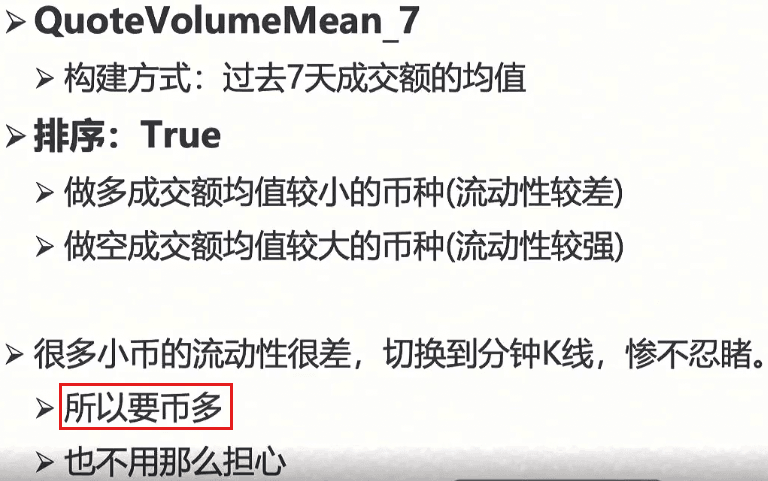 QuoteVolumeMean_7
构建方式：过去7天成交额的均值
排序：True
做多成交额均值较小的币种(流动性较差)
做空成交额均值较大的币种(流动性较强)
很多小币的流动性很差，切换到分钟K线，惨不忍睹。
所以要币多
也不用那么担心